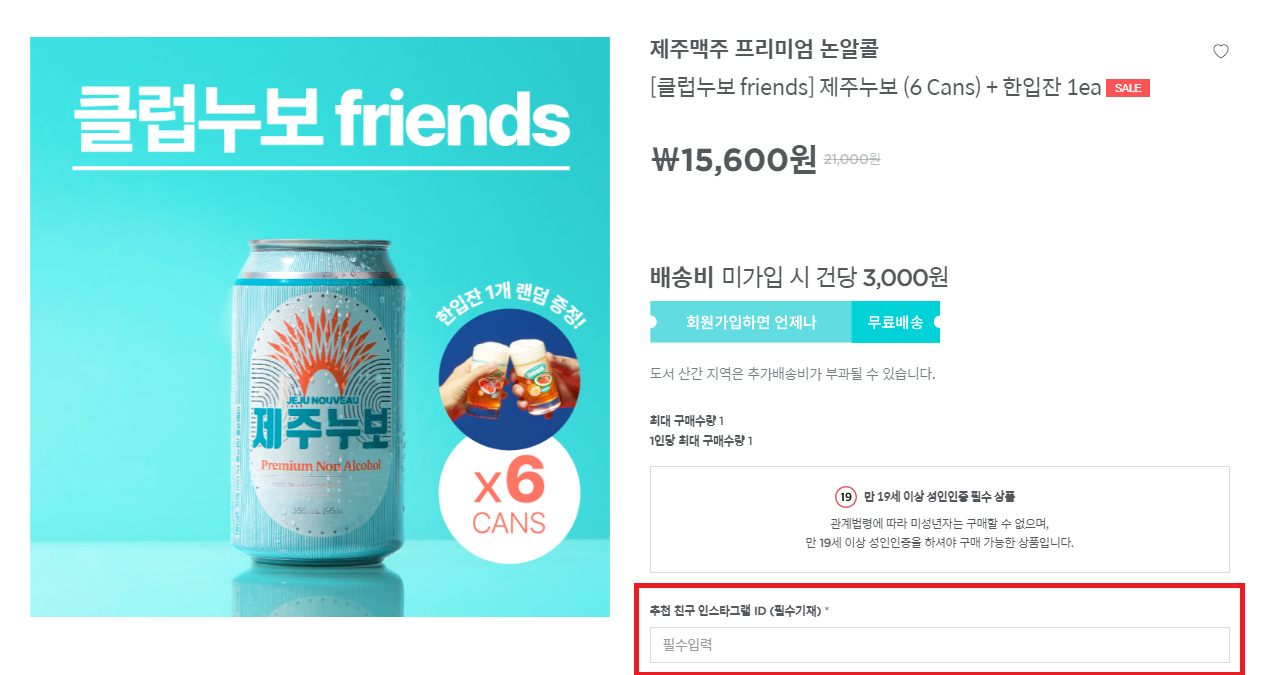 클럽누보 friends
한입잔 1개 랜덤 증정!
JEJU NOUVEAU
제주누보
Premium Non Alcohol
x6
CANS
제주맥주 프리미엄 논알콜
[클럽누보 friends] 제주누보 (6 Cans) + 한입잔 1ea SALE
₩15,600원 21,000원
배송비 미가입 시 건당 3,000원
회원가입하면 언제나 무료배송
도서 산간 지역은 추가배송비가 부과될 수 있습니다.
최대 구매수량 1
1인당 최대 구매수량 1
19 만 19세 이상 성인인증 필수 상품
관계법령에 따라 미성년자는 구매할 수 없으며,
만 19세 이상 성인인증을 하셔야 구매 가능한 상품입니다.
추천 친구 인스타그램 ID (필수기재) *
필수입력